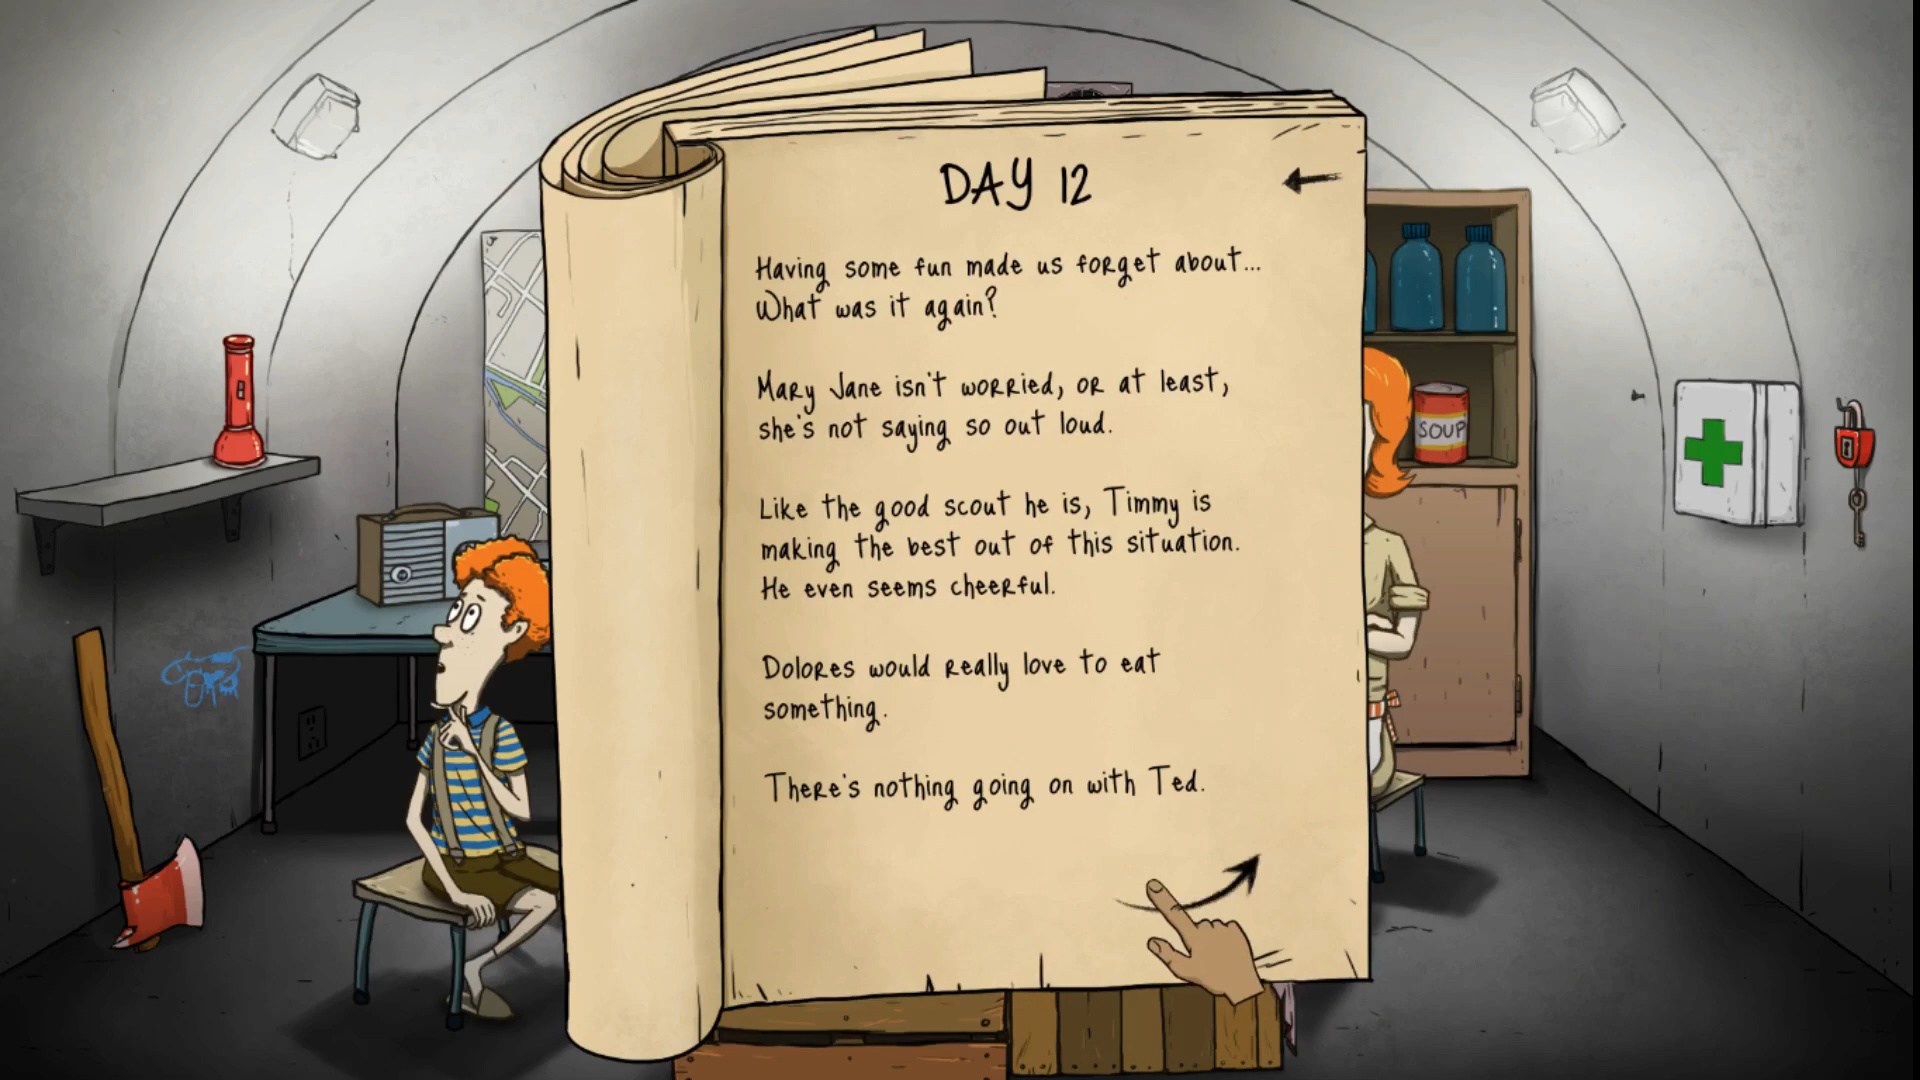 DAY 12
Having some fun made us forget about...
What was it again?
Mary Jane isn't worried, or at least,
she's not saying so out loud.
Like the good scout he is, Timmy is
making the best out of this situation.
He even seems cheerful.
Dolores would really love to eat
something.
There's nothing going on with Ted.
SOUP